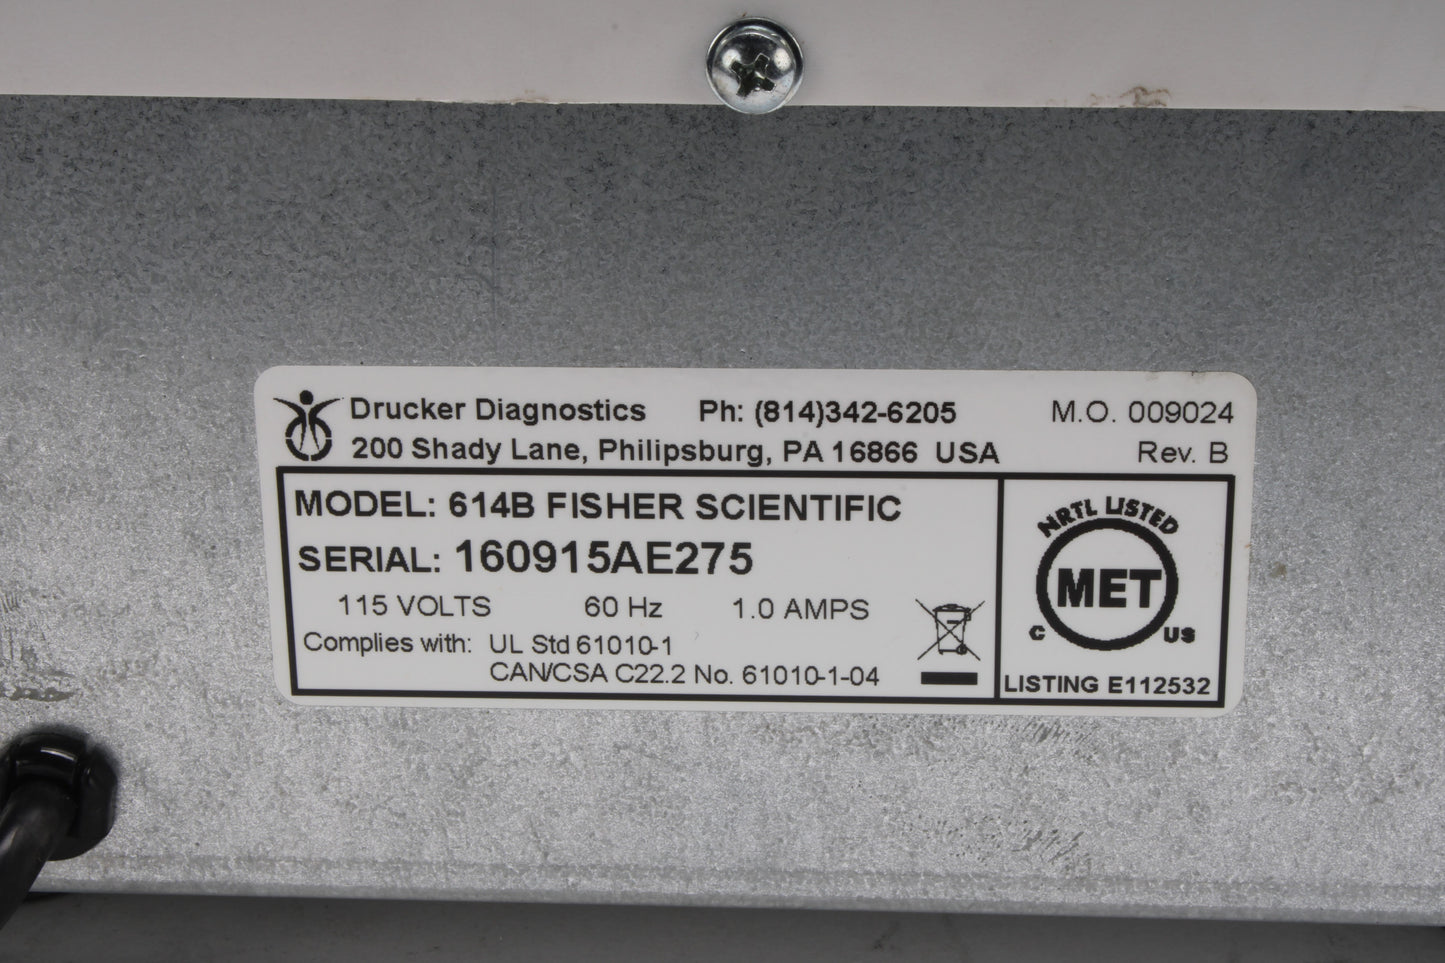 Drucker Diagnostics Ph: (814)342-6205 M.O. 009024
200 Shady Lane, Philipsburg, PA 16866 USA Rev. B
MODEL: 614B FISHER SCIENTIFIC
SERIAL: 160915AE275
115 VOLTS 60 Hz 1.0 AMPS
Complies with: UL Std 61010-1
CAN/CSA C22.2 No. 61010-1-04
NRTL LISTED
MET
C US
LISTING E112532